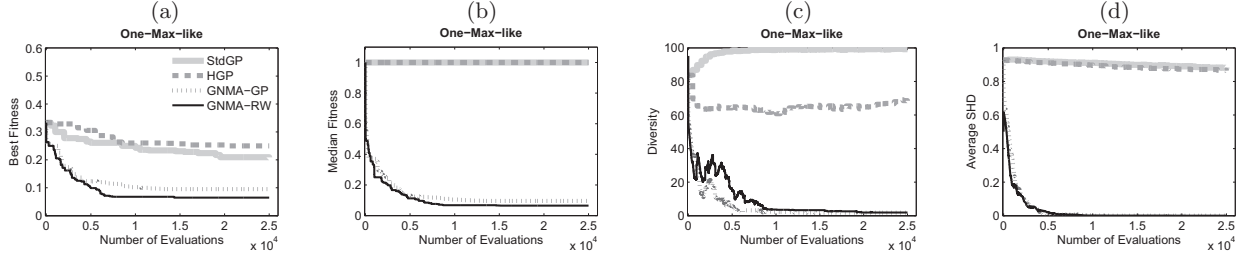 (a)
One-Max-like
0.6
0.5
0.4
0.3
0.2
0.1
0
Best Fitness
StdGP
HGP
GNMA-GP
GNMA-RW
0 0.5 1 1.5 2 2.5
Number of Evaluations
x 10^4
(b)
One-Max-like
1
0.8
0.6
0.4
0.2
0
Median Fitness
0 0.5 1 1.5 2 2.5
Number of Evaluations
x 10^4
(c)
One-Max-like
100
80
60
40
20
0
Diversity
0 0.5 1 1.5 2 2.5
Number of Evaluations
x 10^4
(d)
One-Max-like
1
0.8
0.6
0.4
0.2
0
Average SHD
0 0.5 1 1.5 2 2.5
Number of Evaluations
x 10^4